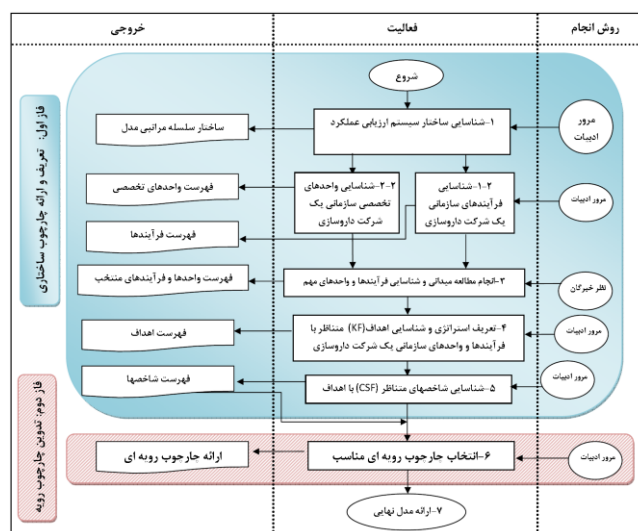 روش انجام
فعالیت
خروجی
فاز اول: تعریف و ارائه چارچوب ساختاری
شروع
مرور
ادبیات
۱-شناسایی ساختار سیستم ارزیابی عملکرد
ساختار سلسله مراتبی مدل
مرور ادبیات
۱-۲-شناسایی
فرآیندهای سازمانی
یک شرکت داروسازی
۲-۲-شناسایی واحدهای
تخصصی سازمانی یک
شرکت داروسازی
فهرست واحدهای تخصصی
فهرست فرآیندها
نظر خبرگان
۳-انجام مطالعه میدانی و شناسایی فرآیندها و واحدهای مهم
فهرست واحدها و فرآیندهای منتخب
مرور ادبیات
۴-تعریف استراتژی و شناسایی اهداف(KF) متناظر با
فرآیندها و واحدهای سازمانی یک شرکت داروسازی
فهرست اهداف
مرور ادبیات
۵-شناسایی شاخصهای متناظر (CSF) با اهداف
فهرست شاخصها
فاز دوم: تدوین چارچوب رویه
مرور ادبیات
۶-انتخاب جارجوب رویه ای مناسب
ارائه جارجوب رویه ای
۷-ارائه مدل نهایی